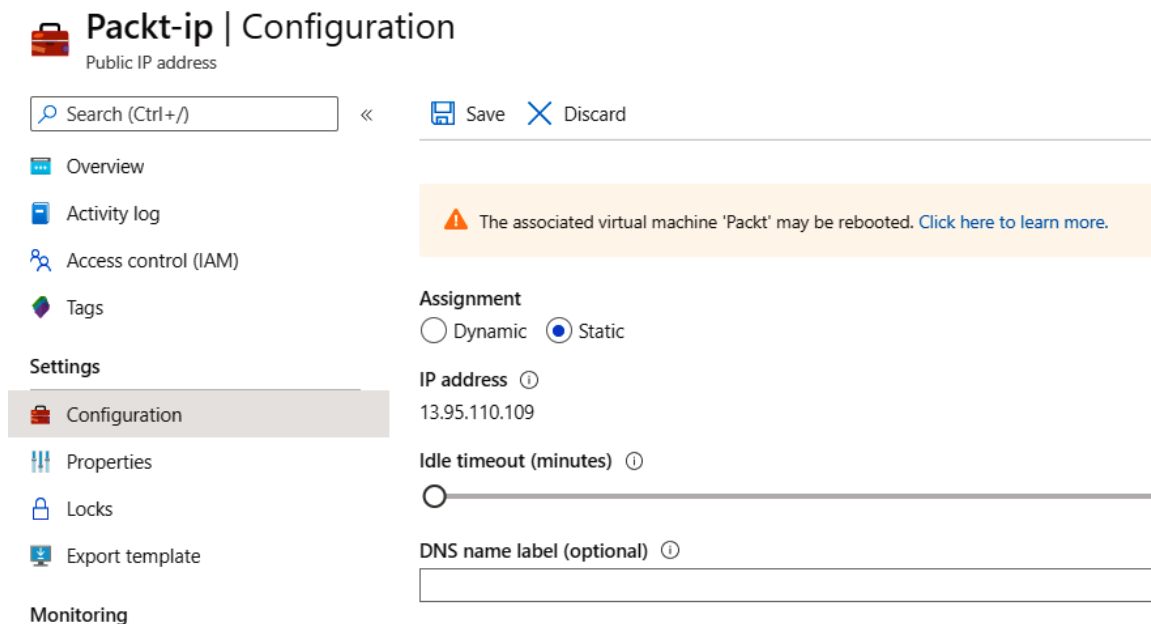 Packt-ip | Configuration
Public IP address
Search (Ctrl+/)
«
Save
Discard
Overview
Activity log
Access control (IAM)
Tags
Settings
Configuration
Properties
Locks
Export template
Monitoring
The associated virtual machine 'Packt' may be rebooted. Click here to learn more.
Assignment
Dynamic
Static
IP address
13.95.110.109
Idle timeout (minutes)
DNS name label (optional)